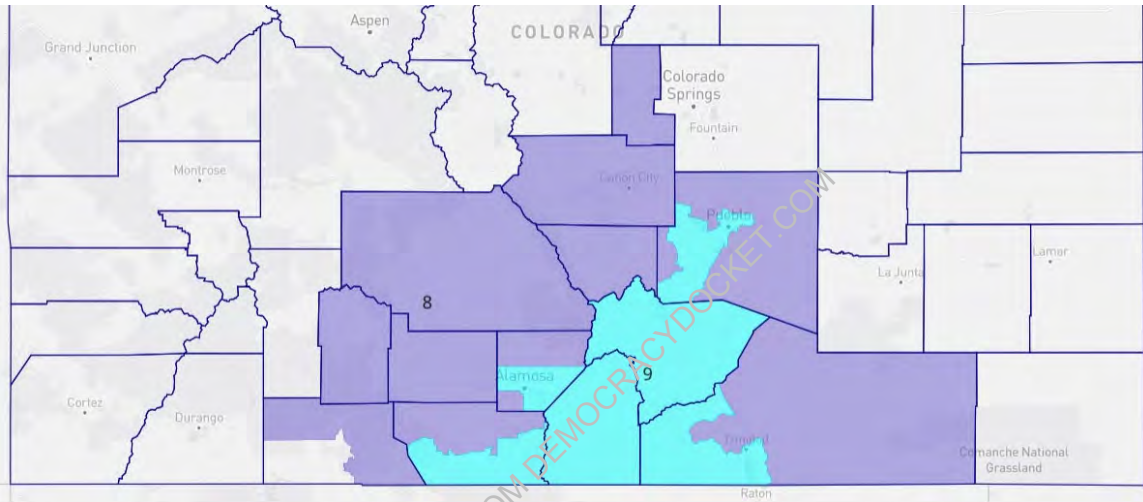 Aspen
COLORADO
Grand Junction
Colorado
Springs
Fountain
Montrose
Canon City
Pueblo
Lamar
La Junta
8
9
Alamosa
Cortez
Durango
Trinidad
Comanche National
Grassland
Raton
OM DEMOCRACYDOCKET.COM